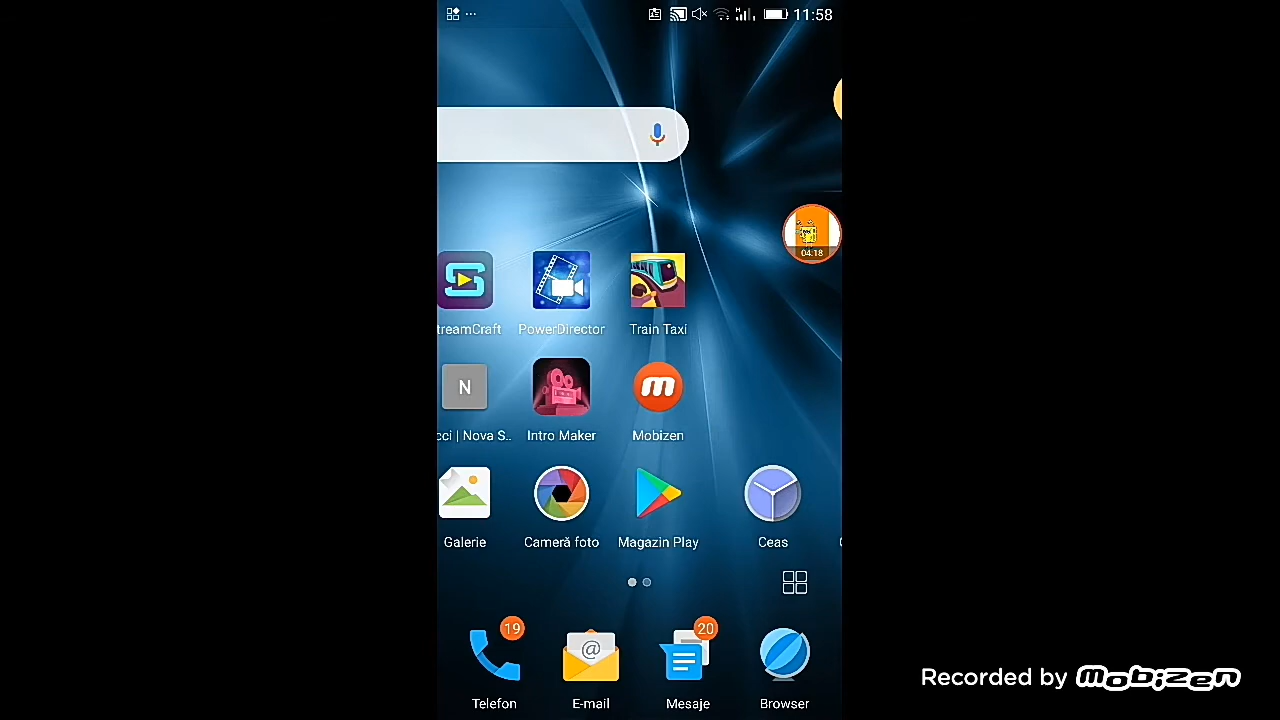 11:58
04.18
treamCraft
PowerDirector
Train Taxi
N
cci | Nova S..
Intro Maker
Mobizen
Galerie
Cameră foto
Magazin Play
Ceas
19
@
20
Telefon
E-mail
Mesaje
Browser
Recorded by Mobizen